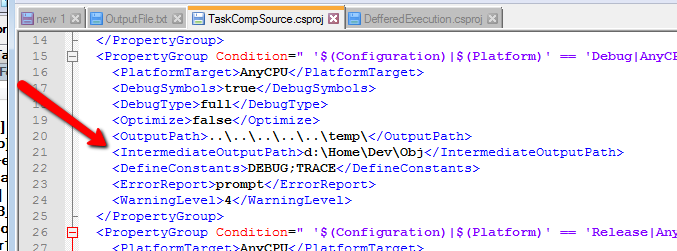 new 1 OutputFile.txt TaskCompSource.csproj DefferedExecution.csproj
14 </PropertyGroup>
15 <PropertyGroup Condition=" '$(Configuration)|$(Platform)' == 'Debug|AnyC
16 <PlatformTarget>AnyCPU</PlatformTarget>
17 <DebugSymbols>true</DebugSymbols>
18 <DebugType>full</DebugType>
19 <Optimize>false</Optimize>
20 <OutputPath>..\..\..\..\..\temp\</OutputPath>
21 <IntermediateOutputPath>d:\Home\Dev\Obj</IntermediateOutputPath>
22 <DefineConstants>DEBUG;TRACE</DefineConstants>
23 <ErrorReport>prompt</ErrorReport>
24 <WarningLevel>4</WarningLevel>
25 </PropertyGroup>
26 <PropertyGroup Condition=" '$(Configuration)|$(Platform)' == 'Release|An
27 <PlatformTarget>AnyCPU</PlatformTarget>